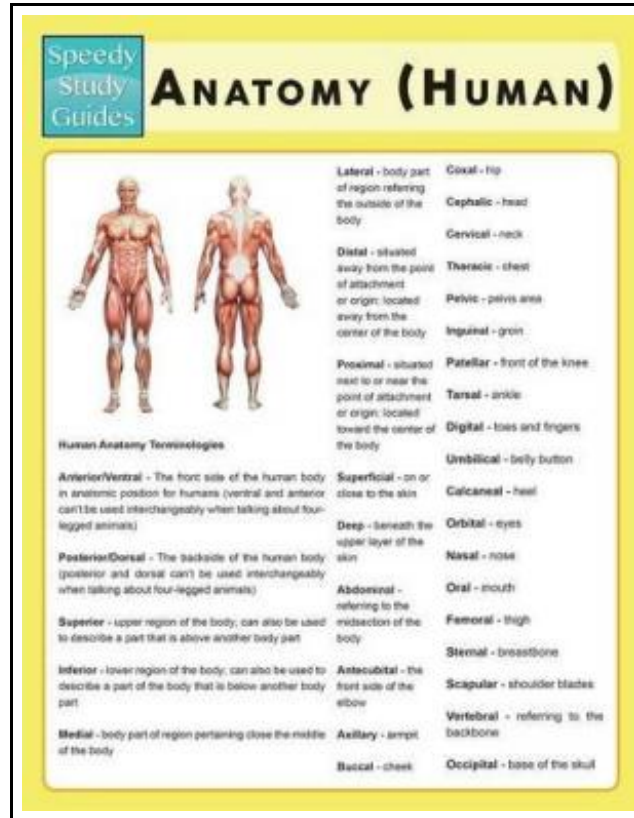 Speedy
Study
Guides
ANATOMY (HUMAN)
Human Anatomy Terminologies
Anterior/Ventral - The front side of the human body
in anatomic position for humans (ventral and anterior
can't be used interchangeably when talking about four-
legged animals)
Posterior/Dorsal - The backside of the human body
(posterior and dorsal can't be used interchangeably
when talking about four-legged animals)
Superior - upper region of the body, can also be used
to describe a part that is above another body part
Inferior - lower region of the body, can also be used to
describe a part of the body that is below another body
part
Medial - body part of region pertaining close the middle
of the body
Lateral - body part
of region referring
the outside of the
body
Distal - situated
away from the point
of attachment
or origin; located
away from the
center of the body
Proximal - situated
next to or near the
point of attachment
or origin; located
toward the center of
the body
Superficial - on or
close to the skin
Deep - beneath the
upper layer of the
skin
Abdominal -
referring to the
midsection of the
body
Antecubital - the
front side of the
elbow
Axillary - armpit
Buccal - cheek
Coxal - hip
Cephalic - head
Cervical - neck
Thoracic - chest
Pelvic - pelvis area
Inguinal - groin
Patellar - front of the knee
Tarsal - ankle
Digital - toes and fingers
Umbilical - belly button
Calcaneal - heel
Orbital - eyes
Nasal - nose
Oral - mouth
Femoral - thigh
Sternal - breastbone
Scapular - shoulder blades
Vertebral - referring to the
backbone
Occipital - base of the skull